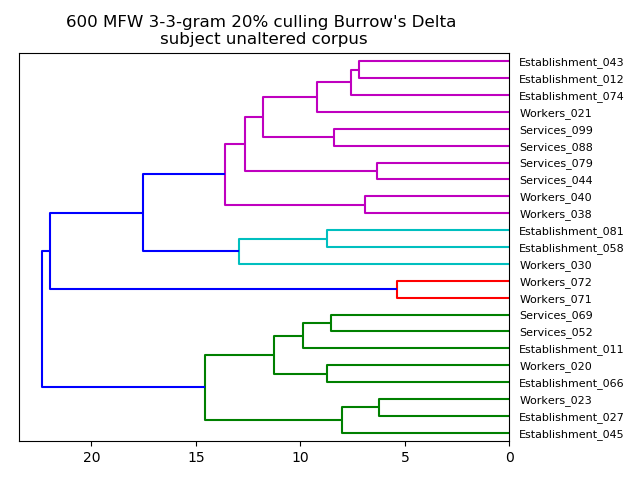 600 MFW 3-3-gram 20% culling Burrow's Delta
subject unaltered corpus
Establishment_043
Establishment_012
Establishment_074
Workers_021
Services_099
Services_088
Services_079
Services_044
Workers_040
Workers_038
Establishment_081
Establishment_058
Workers_030
Workers_072
Workers_071
Services_069
Services_052
Establishment_011
Workers_020
Establishment_066
Workers_023
Establishment_027
Establishment_045
20 15 10 5 0